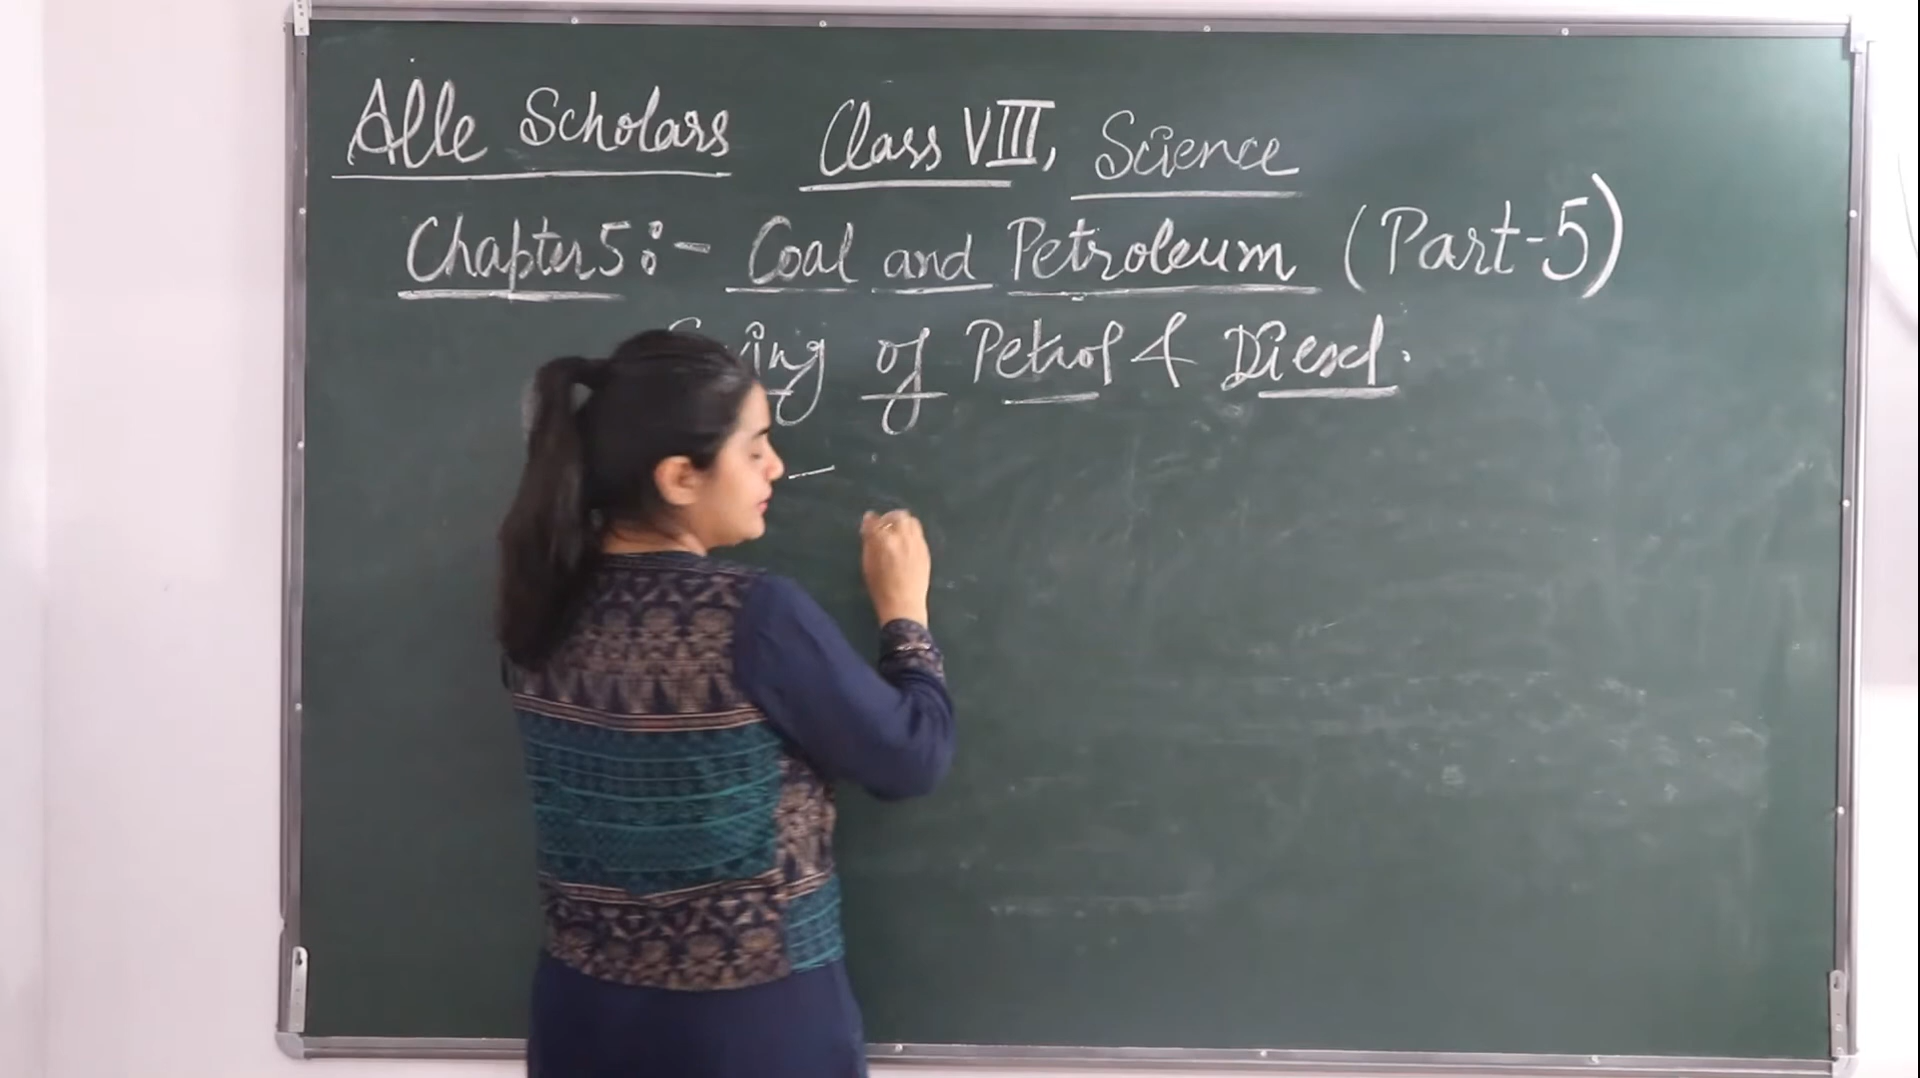 Alle Scholars Class VIII, Science
Chapter 5:- Coal and Petroleum (Part-5)
of Petrol & Diesel.